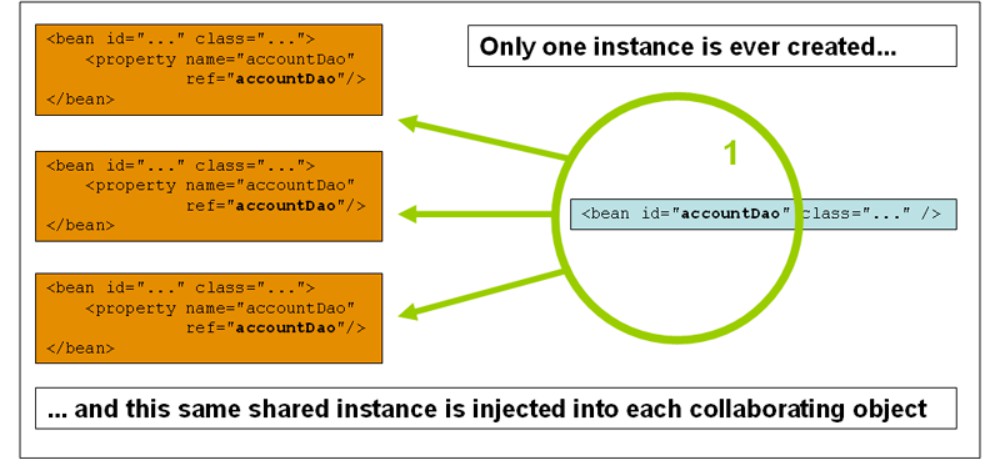 <bean id="..." class="...">
<property name="accountDao"
ref="accountDao"/>
</bean>
Only one instance is ever created...
1
<bean id="..." class="...">
<property name="accountDao"
ref="accountDao"/>
</bean>
<bean id="accountDao" class="..." />
<bean id="..." class="...">
<property name="accountDao"
ref="accountDao"/>
</bean>
... and this same shared instance is injected into each collaborating object